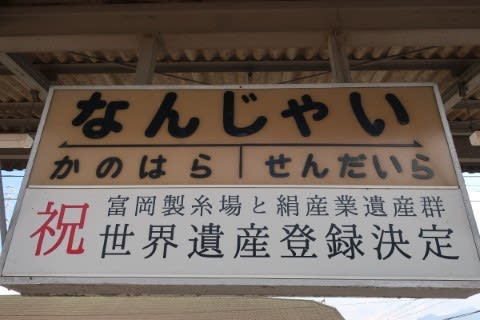 なんじゃい
かのはら せんだいら
祝 富岡製糸場と絹産業遺産群
世界遺産登録決定